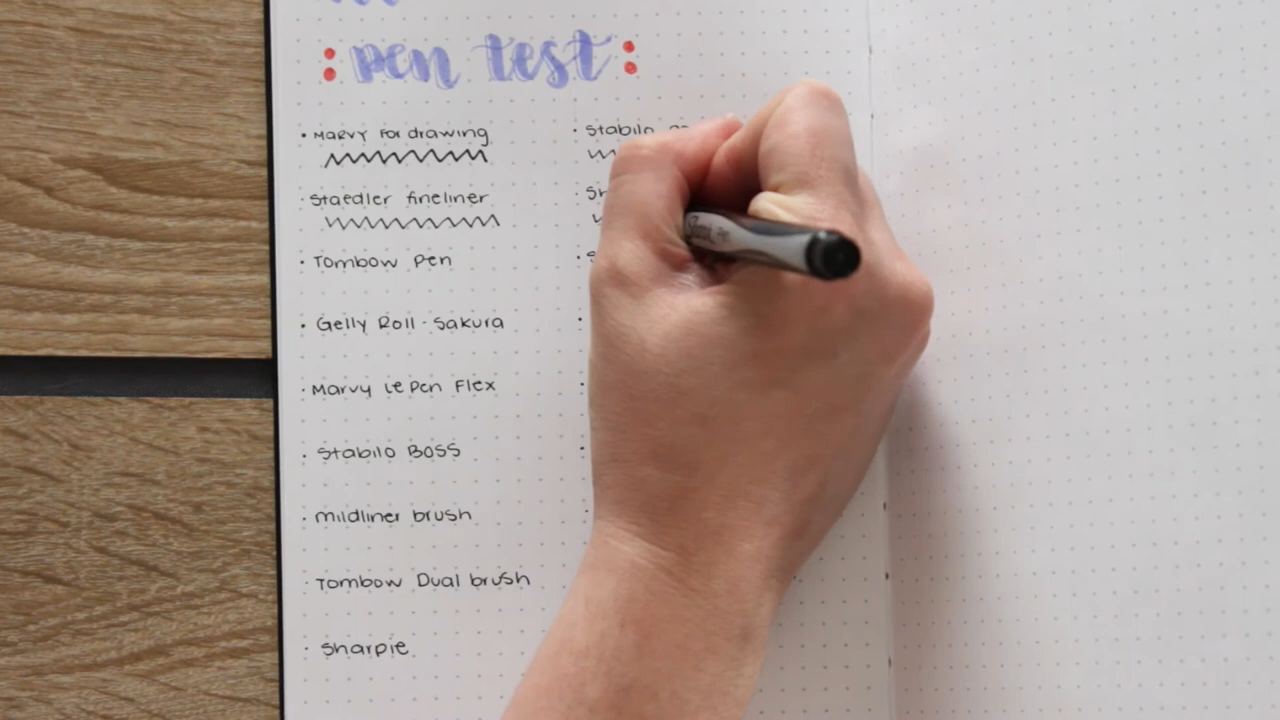 : pen test :
• Marvy for drawing
• Staedler fineliner
• Tombow pen
• Gelly Roll - Sakura
• Marvy Le Pen Flex
• Stabilo BOSS
• mildliner brush
• Tombow Dual brush
• sharpie
• Stabilo